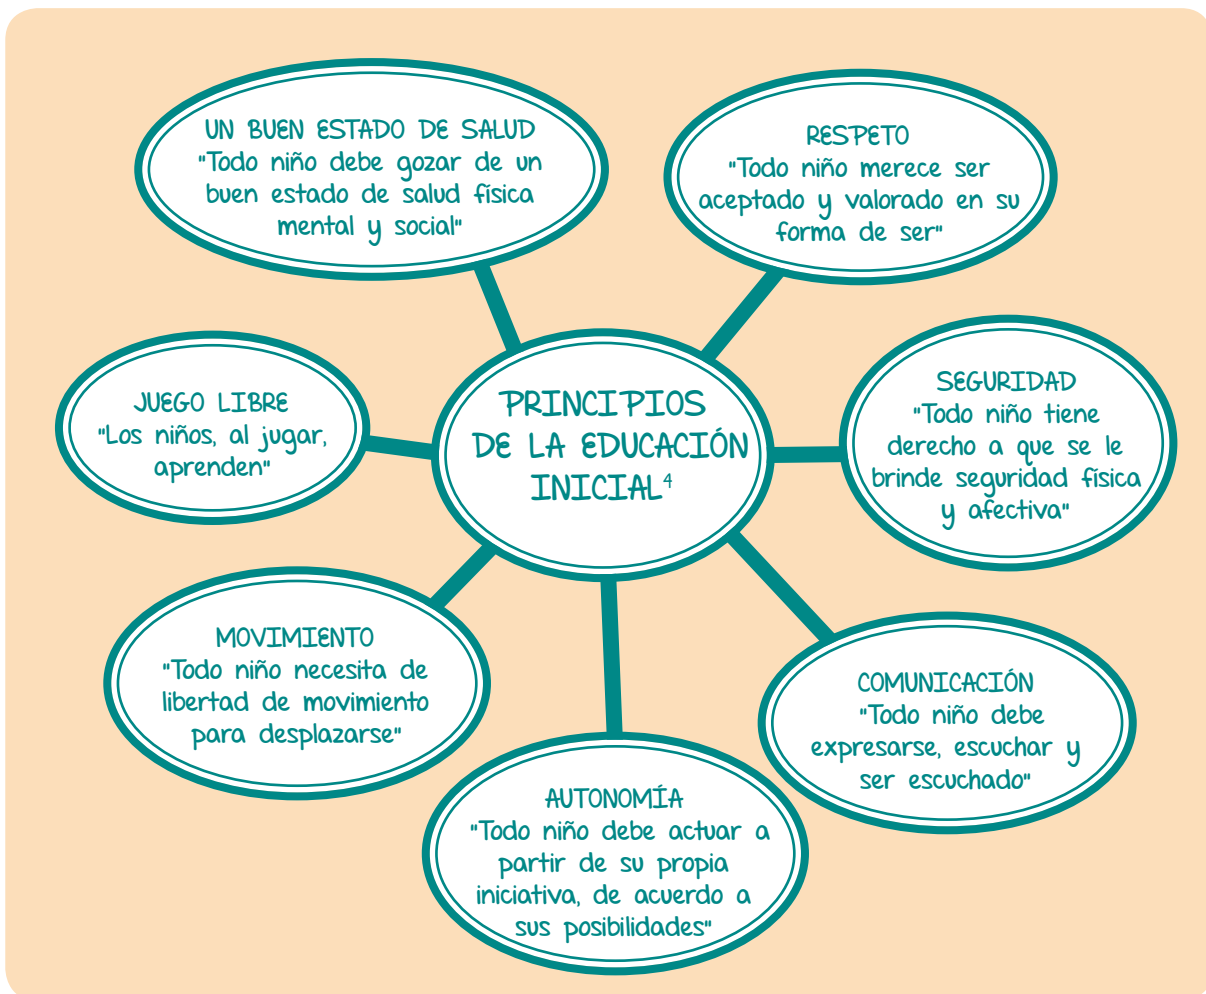 UN BUEN ESTADO DE SALUD
"Todo niño debe gozar de un
buen estado de salud física
mental y social"
RESPETO
"Todo niño merece ser
aceptado y valorado en su
forma de ser"
JUEGO LIBRE
"Los niños, al jugar,
aprenden"
PRINCIPIOS
DE LA EDUCACIÓN
INICIAL⁴
SEGURIDAD
"Todo niño tiene
derecho a que se le
brinde seguridad física
y afectiva"
MOVIMIENTO
"Todo niño necesita de
libertad de movimiento
para desplazarse"
COMUNICACIÓN
"Todo niño debe
expresarse, escuchar y
ser escuchado"
AUTONOMÍA
"Todo niño debe actuar a
partir de su propia
iniciativa, de acuerdo a
sus posibilidades"